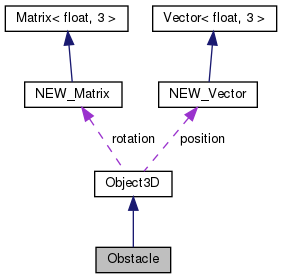 Matrix< float, 3 >
Vector< float, 3 >
NEW_Matrix
NEW_Vector
rotation
position
Object3D
Obstacle